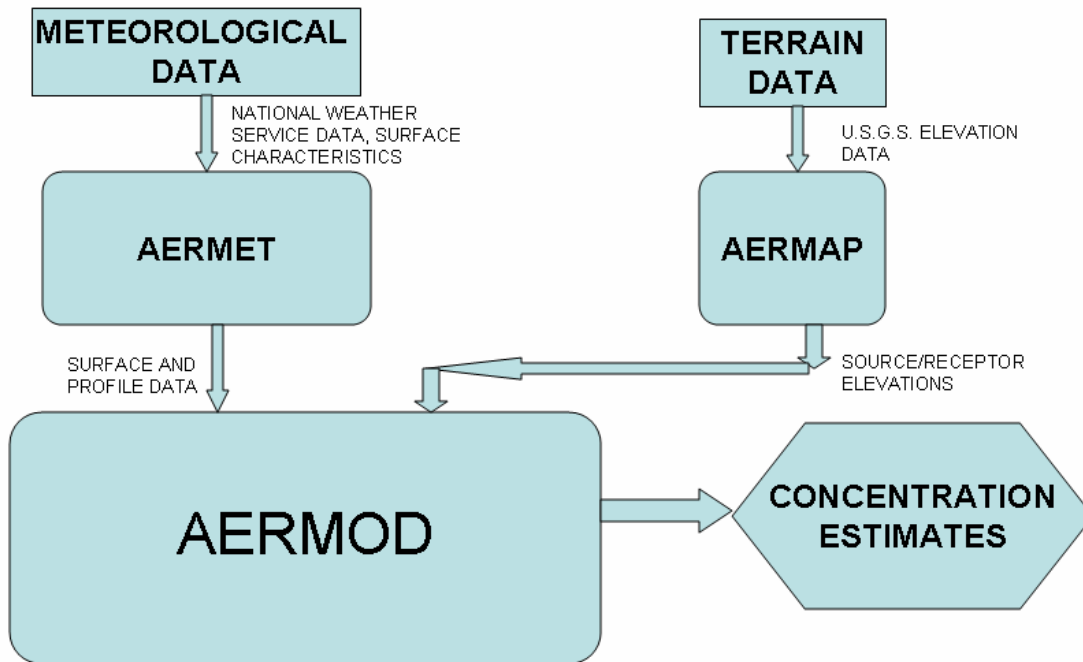 METEOROLOGICAL
DATA
TERRAIN
DATA
NATIONAL WEATHER
SERVICE DATA, SURFACE
CHARACTERISTICS
U.S.G.S. ELEVATION
DATA
AERMET
AERMAP
SURFACE AND
PROFILE DATA
SOURCE/RECEPTOR
ELEVATIONS
AERMOD
CONCENTRATION
ESTIMATES